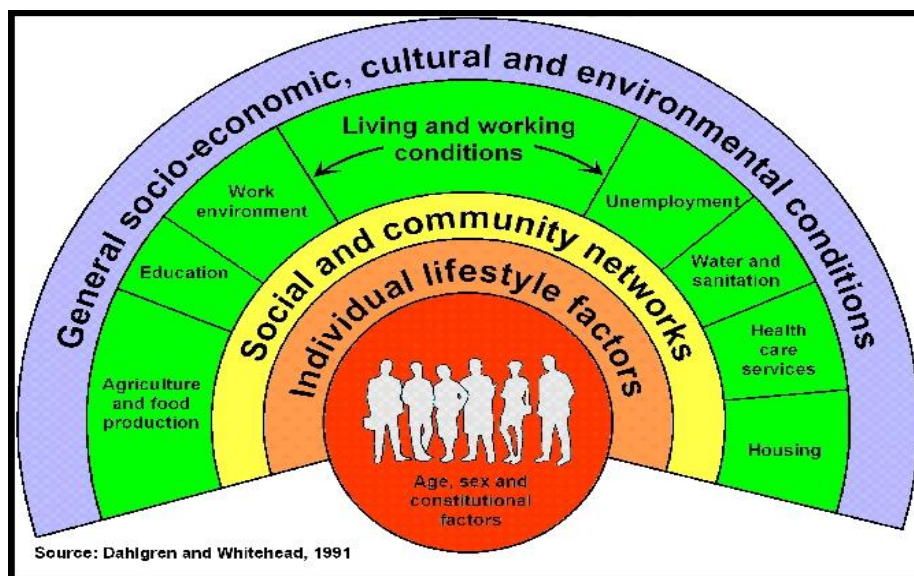 General socio-economic, cultural and environmental conditions
Living and working
conditions
Work
environment
Unemployment
Education
Water and
sanitation
Agriculture
and food
production
Health
care
services
Housing
Social and community networks
Individual lifestyle factors
Age, sex and
constitutional
factors
Source: Dahlgren and Whitehead, 1991